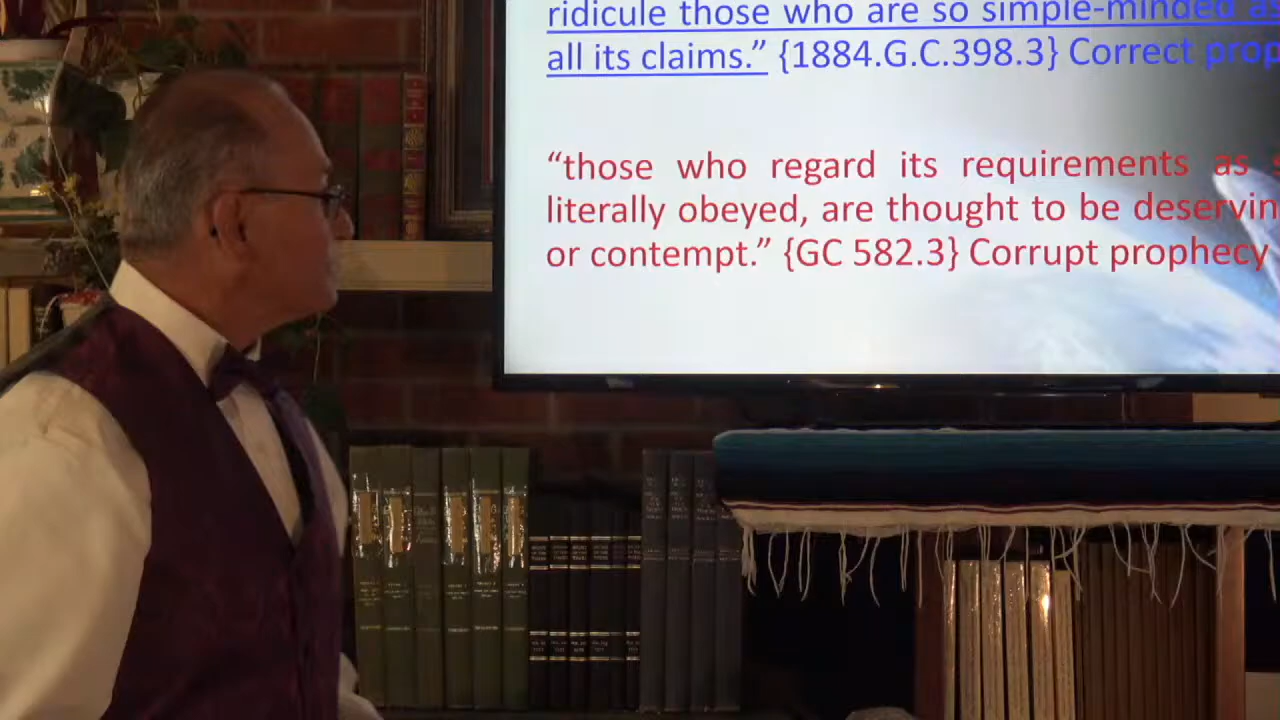 ridicule those who are so simple-minded as
all its claims.” {1884.G.C.398.3} Correct prop
“those who regard its requirements as
literally obeyed, are thought to be deservin
or contempt.” {GC 582.3} Corrupt prophecy